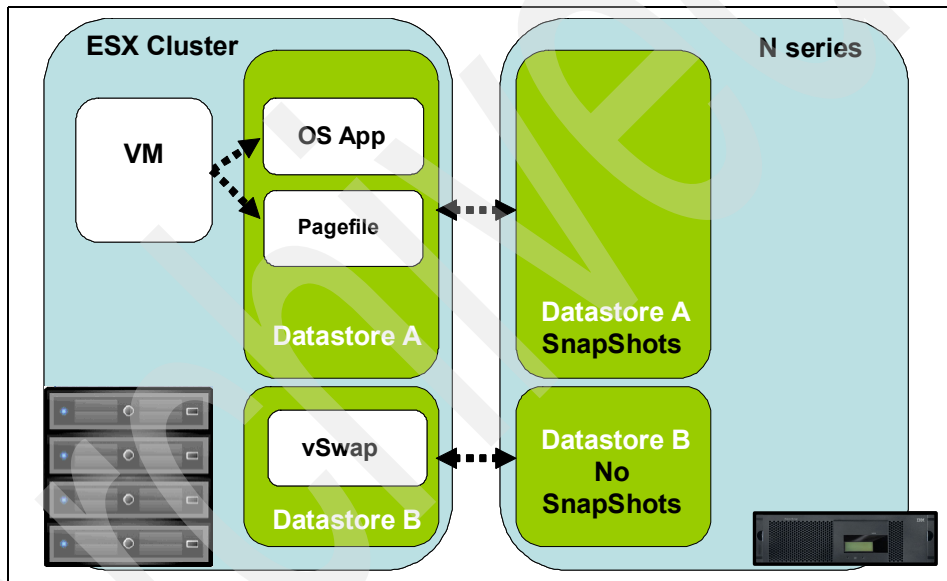 ESX Cluster
N series
VM
OS App
Pagefile
Datastore A
vSwap
Datastore B
Datastore A
SnapShots
Datastore B
No
SnapShots